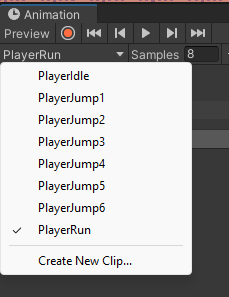 Animation
Preview
PlayerRun Samples 8
PlayerIdle
PlayerJump1
PlayerJump2
PlayerJump3
PlayerJump4
PlayerJump5
PlayerJump6
PlayerRun
Create New Clip...